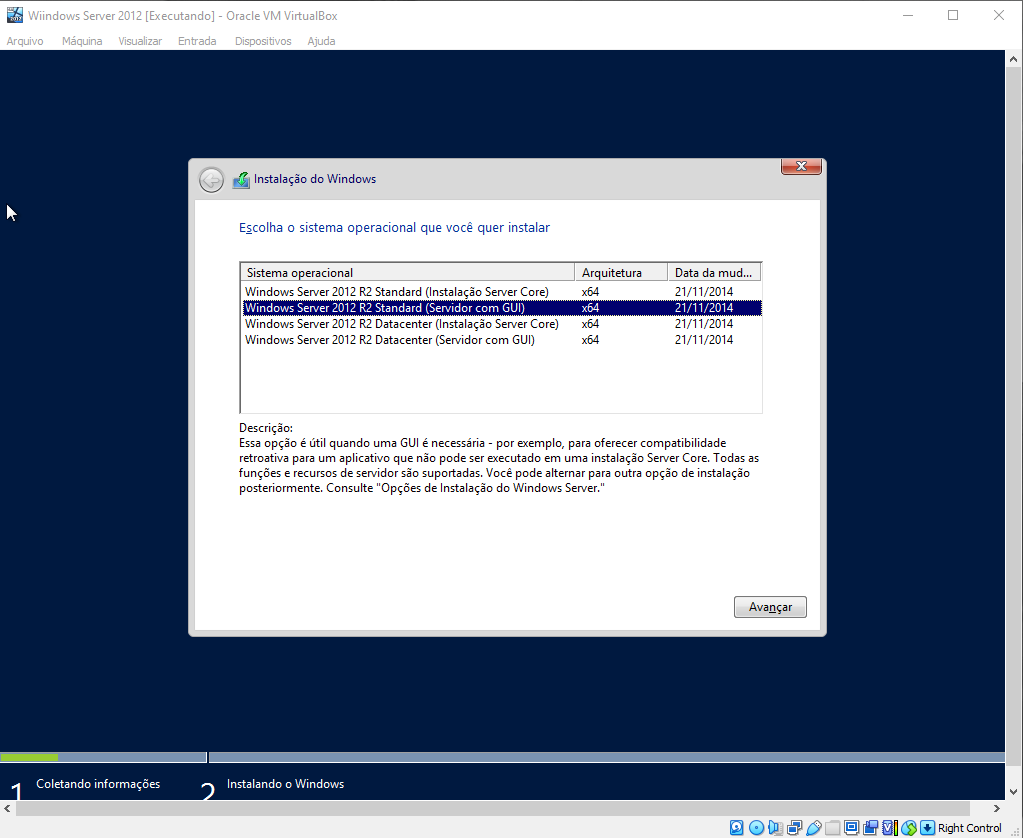 Wiindows Server 2012 [Executando] - Oracle VM VirtualBox
Arquivo Máquina Visualizar Entrada Dispositivos Ajuda
Instalação do Windows
Escolha o sistema operacional que você quer instalar
Sistema operacional Arquitetura Data da mud...
Windows Server 2012 R2 Standard (Instalação Server Core) x64 21/11/2014
Windows Server 2012 R2 Standard (Servidor com GUI) x64 21/11/2014
Windows Server 2012 R2 Datacenter (Instalação Server Core) x64 21/11/2014
Windows Server 2012 R2 Datacenter (Servidor com GUI) x64 21/11/2014
Descrição:
Essa opção é útil quando uma GUI é necessária - por exemplo, para oferecer compatibilidade
retroativa para um aplicativo que não pode ser executado em uma instalação Server Core. Todas as
funções e recursos de servidor são suportadas. Você pode alternar para outra opção de instalação
posteriormente. Consulte "Opções de Instalação do Windows Server."
Avançar
1 Coletando informações 2 Instalando o Windows
Right Control